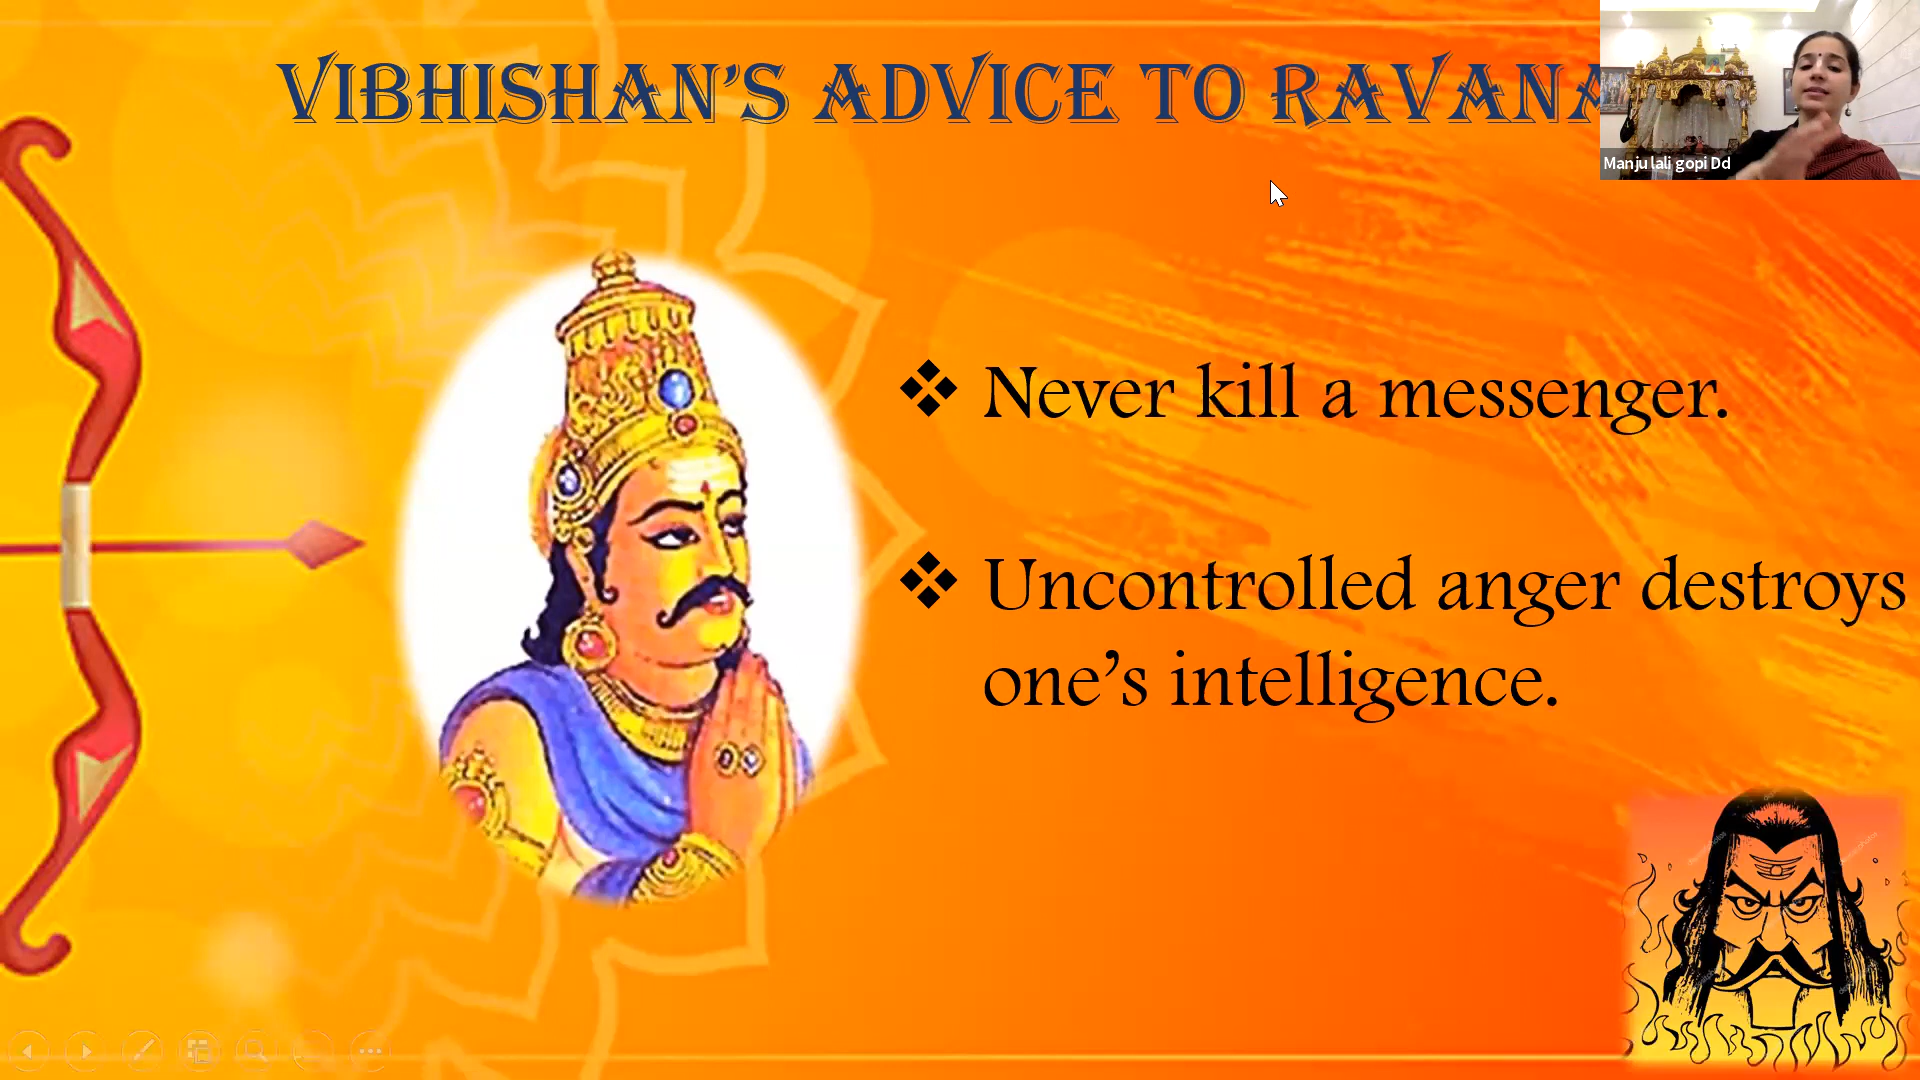 VIBHISHAN'S ADVICE TO RAVANA
Manju lali gopi Dd
❖ Never kill a messenger.
❖ Uncontrolled anger destroys
one's intelligence.